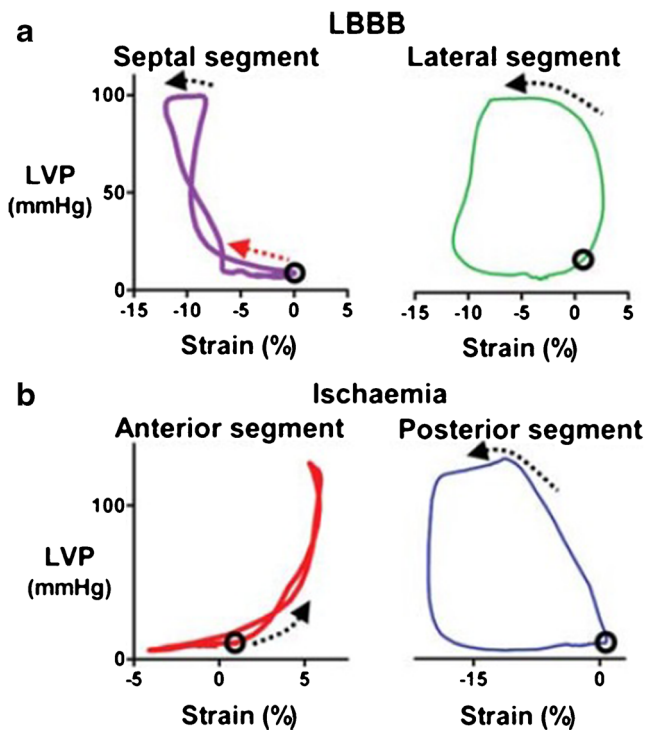 a
LBBB
Septal segment
Lateral segment
LVP
(mmHg)
100
50
0
-15 -10 -5 0 5
-15 -10 -5 0 5
Strain (%)
Strain (%)
b
Ischaemia
Anterior segment
Posterior segment
LVP
(mmHg)
100
0
-5 0 5
-15 0
Strain (%)
Strain (%)